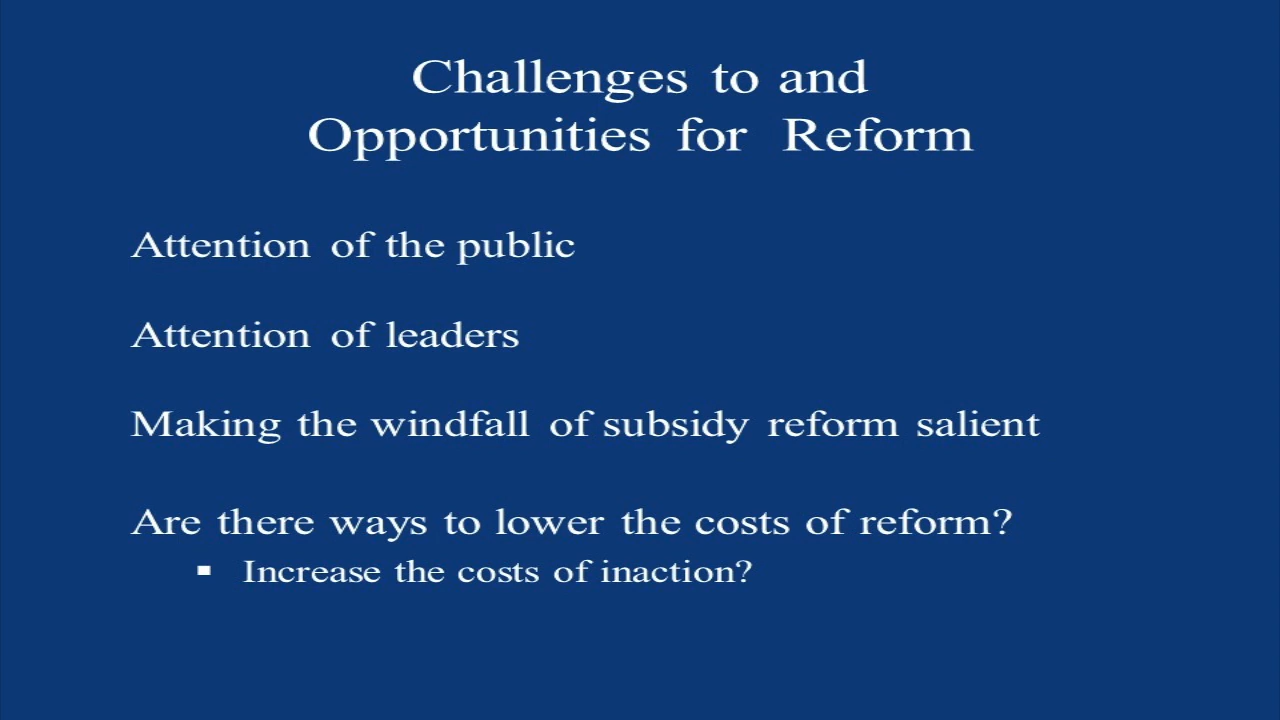 Challenges to and
Opportunities for Reform
Attention of the public
Attention of leaders
Making the windfall of subsidy reform salient
Are there ways to lower the costs of reform?
▪ Increase the costs of inaction?